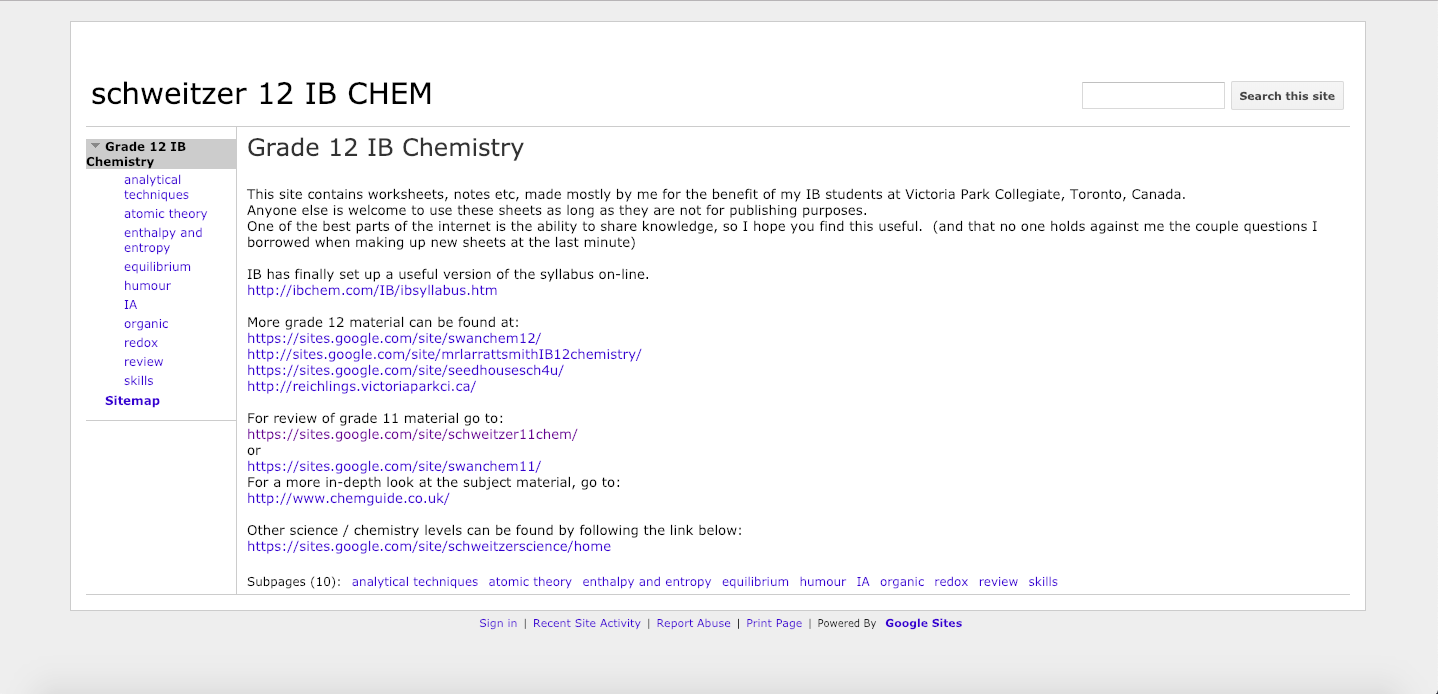 schweitzer 12 IB CHEM
Search this site
Grade 12 IB
Chemistry
analytical
techniques
atomic theory
enthalpy and
entropy
equilibrium
humour
IA
organic
redox
review
skills
Sitemap
Grade 12 IB Chemistry
This site contains worksheets, notes etc, made mostly by me for the benefit of my IB students at Victoria Park Collegiate, Toronto, Canada.
Anyone else is welcome to use these sheets as long as they are not for publishing purposes.
One of the best parts of the internet is the ability to share knowledge, so I hope you find this useful.  (and that no one holds against me the couple questions I
borrowed when making up new sheets at the last minute)
IB has finally set up a useful version of the syllabus on-line.
http://ibchem.com/IB/ibsyllabus.htm
More grade 12 material can be found at:
https://sites.google.com/site/swanchem12/
http://sites.google.com/site/mrlarrattsmithIB12chemistry/
https://sites.google.com/site/seedhousesch4u/
http://reichlings.victoriaparkci.ca/
For review of grade 11 material go to:
https://sites.google.com/site/schweitzer11chem/
or
https://sites.google.com/site/swanchem11/
For a more in-depth look at the subject material, go to:
http://www.chemguide.co.uk/
Other science / chemistry levels can be found by following the link below:
https://sites.google.com/site/schweitzerscience/home
Subpages (10): analytical techniques atomic theory enthalpy and entropy equilibrium humour IA organic redox review skills
Sign in | Recent Site Activity | Report Abuse | Print Page | Powered By Google Sites